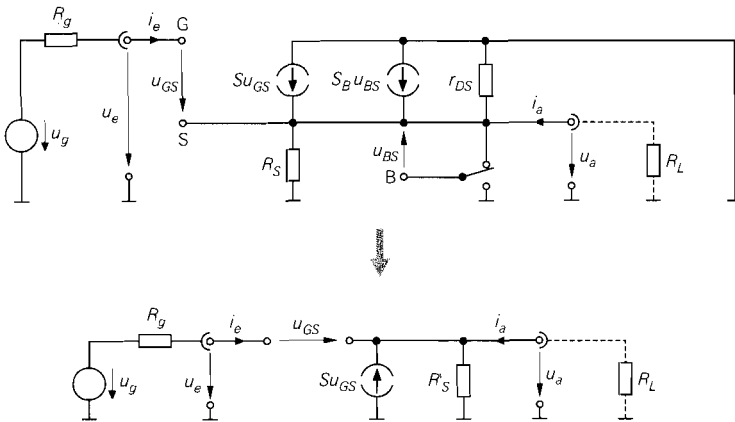 R_g
i_e
G
u_GS
Su_GS
S_B u_BS
r_DS
u_g
u_e
S
R_S
u_BS
B
i_a
u_a
R_L
R_g
i_e
u_GS
i_a
u_g
u_e
Su_GS
R'_S
u_a
R_L